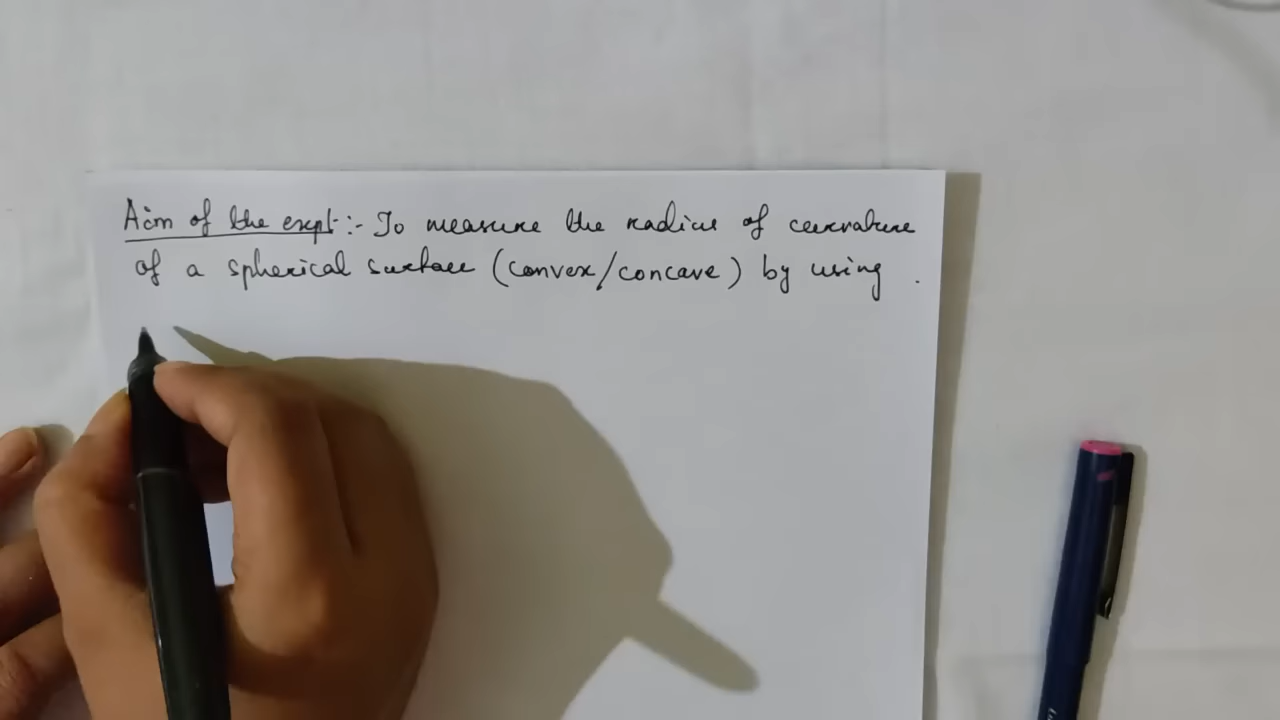 Aim of the expt:- To measure the radius of curvature
of a spherical surface (convex/concave) by using .